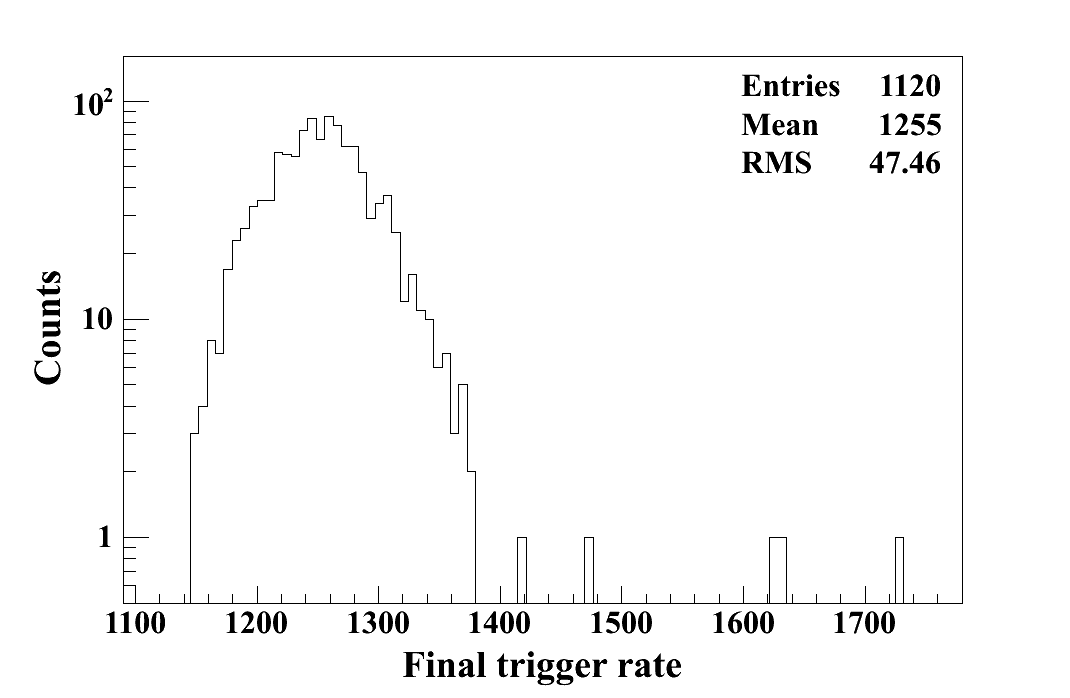 Entries 1120
Mean 1255
RMS 47.46
10²
10
1
Counts
1100 1200 1300 1400 1500 1600 1700
Final trigger rate